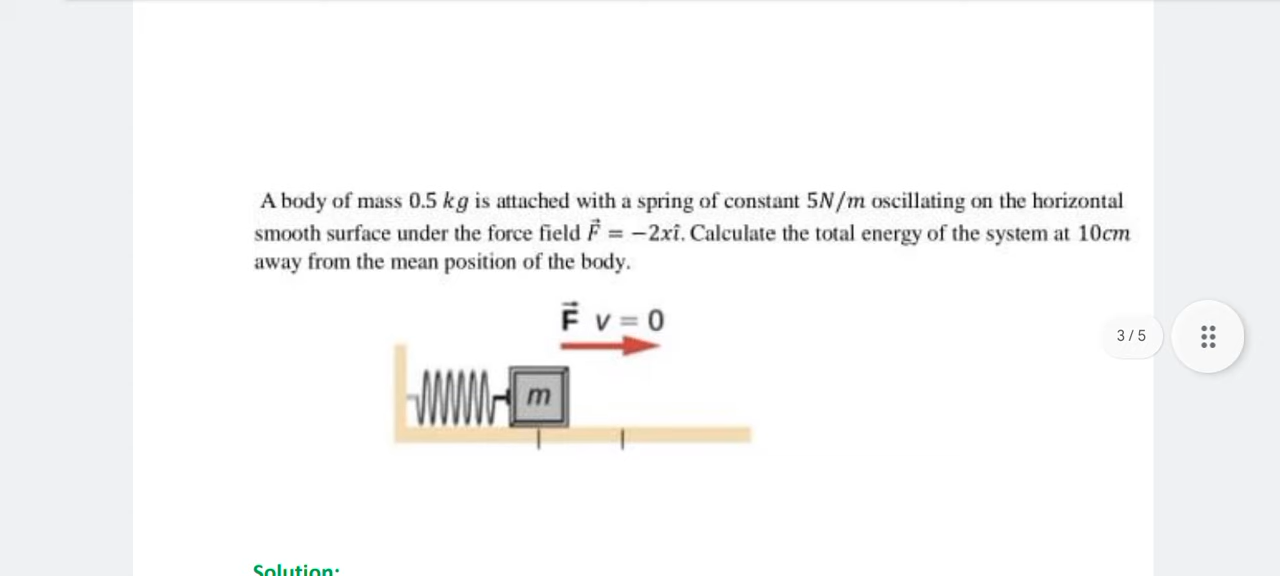 A body of mass 0.5 kg is attached with a spring of constant 5N/m oscillating on the horizontal
smooth surface under the force field F⃗ = −2xî. Calculate the total energy of the system at 10cm
away from the mean position of the body.
F⃗ v = 0
3 / 5
m
Solution: